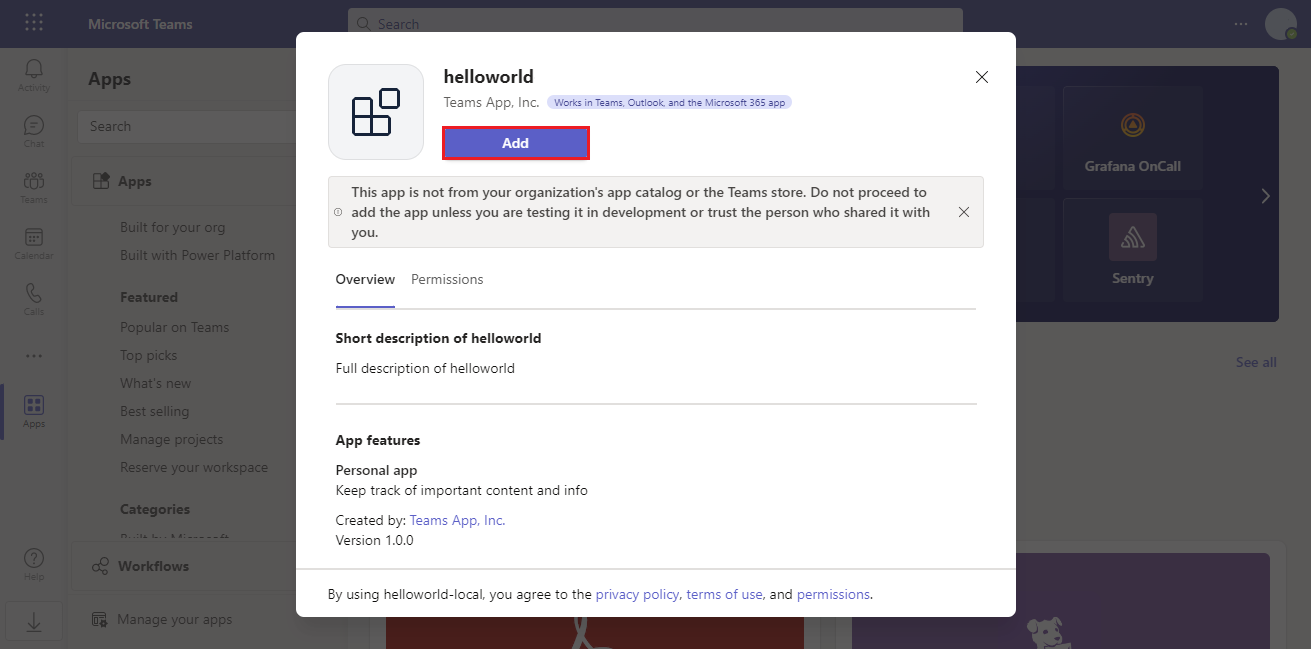 Microsoft Teams
Search
Activity
Chat
Teams
Calendar
Calls
Apps
Help
Apps
Search
Apps
Built for your org
Built with Power Platform
Featured
Popular on Teams
Top picks
What's new
Best selling
Manage projects
Reserve your workspace
Categories
Built by Microsoft
Workflows
Manage your apps
helloworld
Teams App, Inc.
Works in Teams, Outlook, and the Microsoft 365 app
Add
This app is not from your organization's app catalog or the Teams store. Do not proceed to
add the app unless you are testing it in development or trust the person who shared it with
you.
Overview
Permissions
Short description of helloworld
Full description of helloworld
App features
Personal app
Keep track of important content and info
Created by: Teams App, Inc.
Version 1.0.0
By using helloworld-local, you agree to the privacy policy, terms of use, and permissions.
Grafana OnCall
Sentry
See all